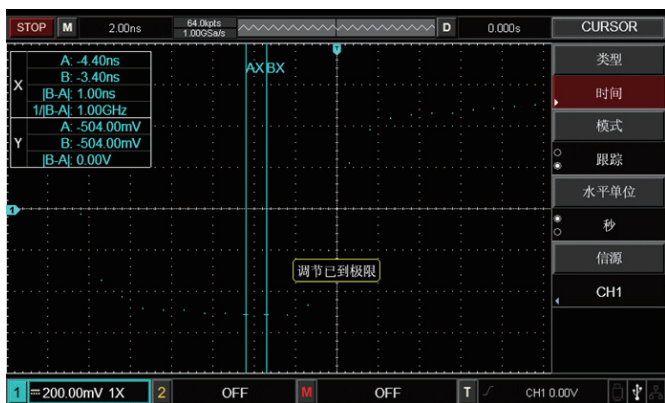 STOP M 2.00ns 64.0kpts D 0.000s CURSOR
1.00GSa/s
A: -4.40ns
B: -3.40ns
X
|B-A|: 1.00ns
1/|B-A|: 1.00GHz
A: -504.00mV
Y B: -504.00mV
|B-A|: 0.00V
T
AX BX
1
调节已到极限
类型
时间
模式
跟踪
水平单位
秒
信源
CH1
1 200.00mV 1X 2 OFF M OFF T CH1 0.00V